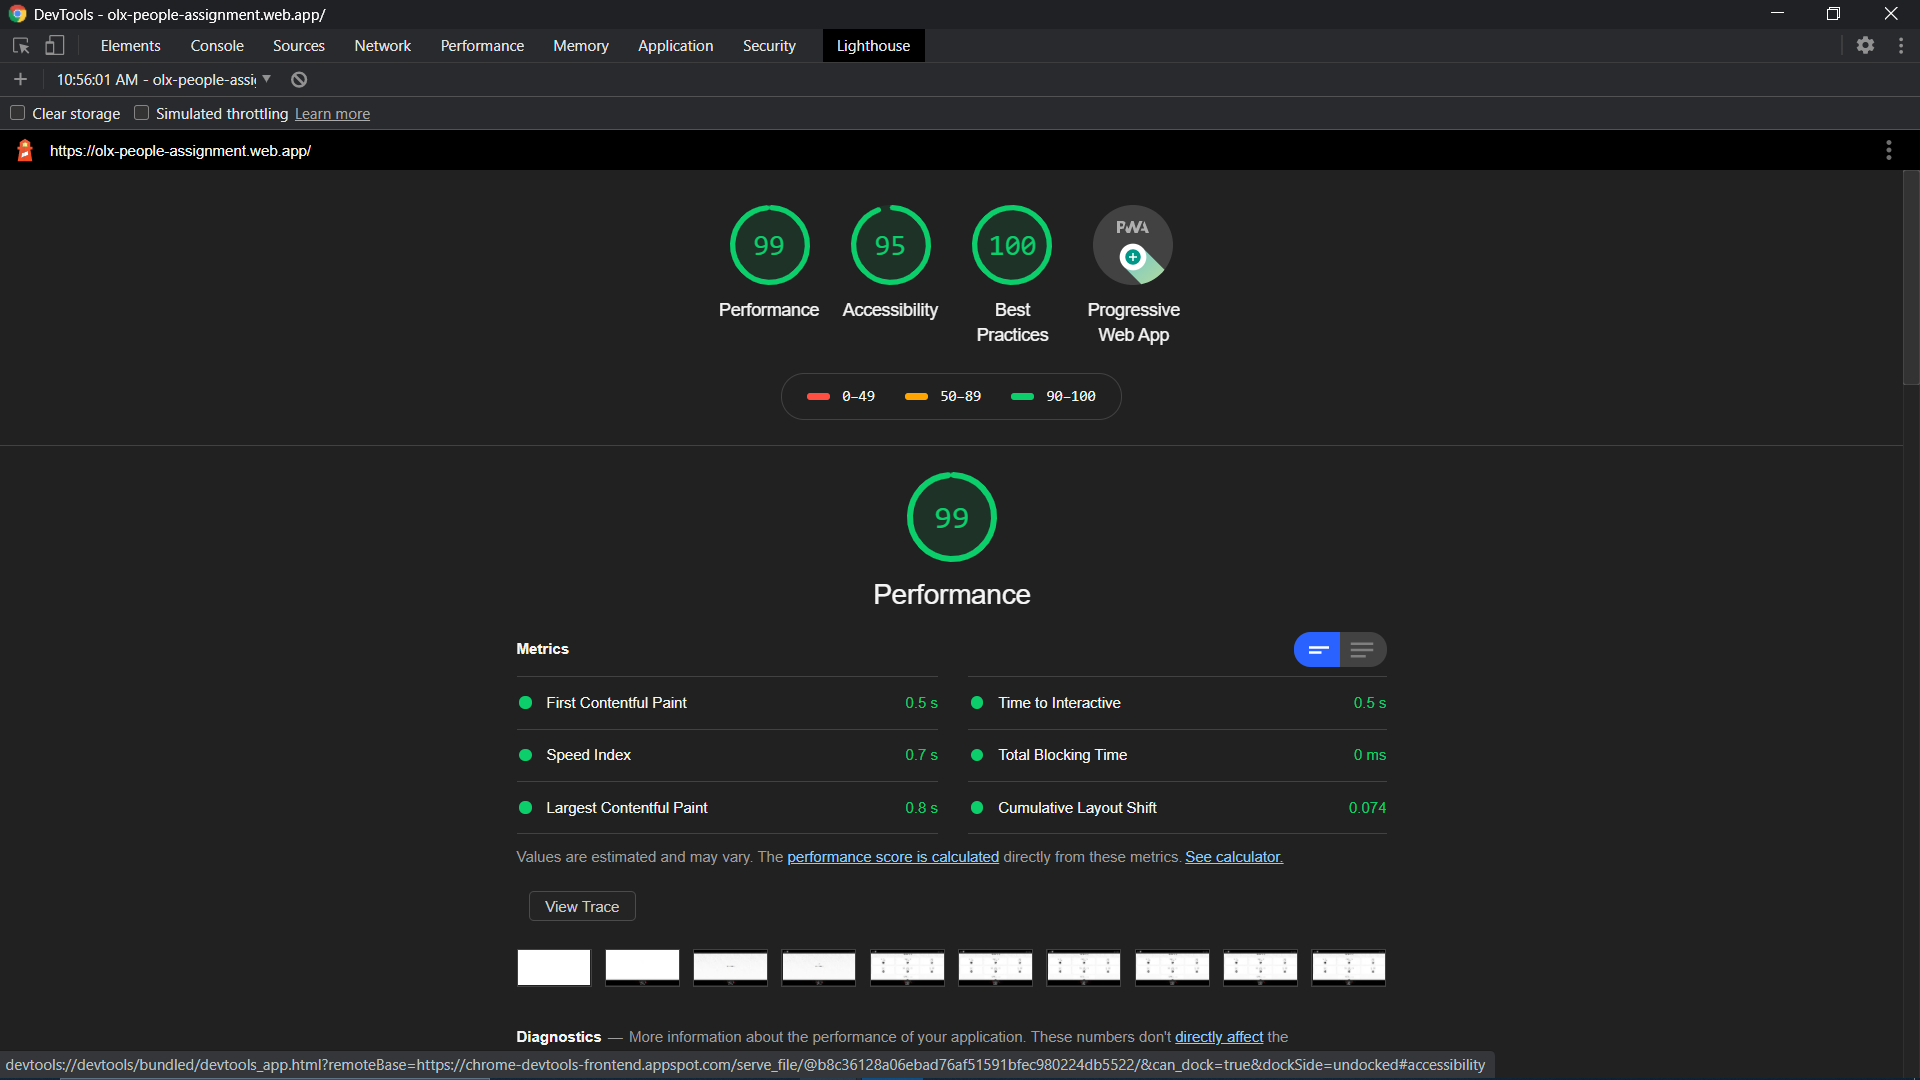 DevTools - olx-people-assignment.web.app/
Elements Console Sources Network Performance Memory Application Security Lighthouse
10:56:01 AM - olx-people-assi
Clear storage Simulated throttling Learn more
https://olx-people-assignment.web.app/
99 95 100 PWA
Performance Accessibility Best Practices Progressive Web App
0–49 50–89 90–100
99
Performance
Metrics
First Contentful Paint 0.5 s Time to Interactive 0.5 s
Speed Index 0.7 s Total Blocking Time 0 ms
Largest Contentful Paint 0.8 s Cumulative Layout Shift 0.074
Values are estimated and may vary. The performance score is calculated directly from these metrics. See calculator.
View Trace
Diagnostics — More information about the performance of your application. These numbers don't directly affect the
devtools://devtools/bundled/devtools_app.html?remoteBase=https://chrome-devtools-frontend.appspot.com/serve_file/@b8c36128a06ebad76af51591bfec980224db5522/&can_dock=true&dockSide=undocked#accessibility